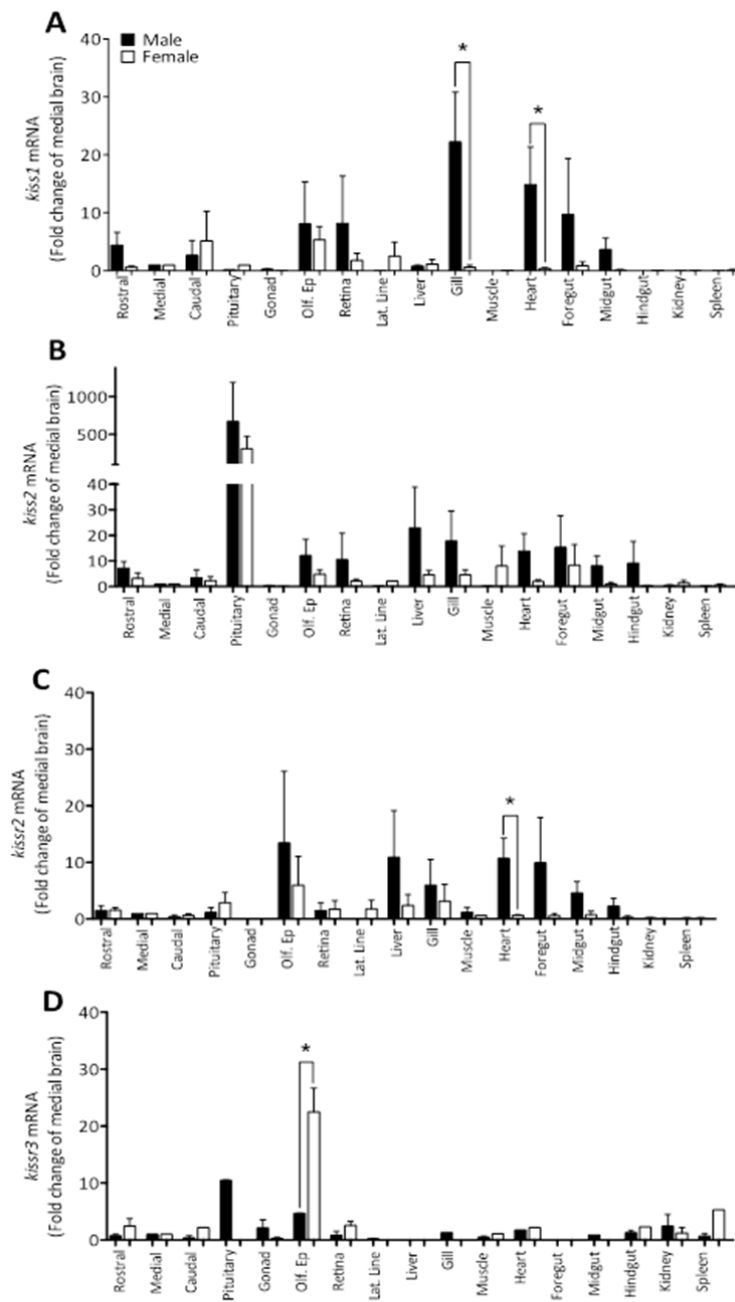 A
Male
Female
kiss1 mRNA
(Fold change of medial brain)
40
30
20
10
0
*
*
Rostral
Medial
Caudal
Pituitary
Gonad
Olf. Ep
Retina
Lat. Line
Liver
Gill
Muscle
Heart
Foregut
Midgut
Hindgut
Kidney
Spleen
B
kiss2 mRNA
(Fold change of medial brain)
1000
500
40
30
20
10
0
Rostral
Medial
Caudal
Pituitary
Gonad
Olf. Ep
Retina
Lat. Line
Liver
Gill
Muscle
Heart
Foregut
Midgut
Hindgut
Kidney
Spleen
C
kissr2 mRNA
(Fold change of medial brain)
40
30
20
10
0
*
Rostral
Medial
Caudal
Pituitary
Gonad
Olf. Ep
Retina
Lat. Line
Liver
Gill
Muscle
Heart
Foregut
Midgut
Hindgut
Kidney
Spleen
D
kissr3 mRNA
(Fold change of medial brain)
40
30
20
10
0
*
Rostral
Medial
Caudal
Pituitary
Gonad
Olf. Ep
Retina
Lat. Line
Liver
Gill
Muscle
Heart
Foregut
Midgut
Hindgut
Kidney
Spleen